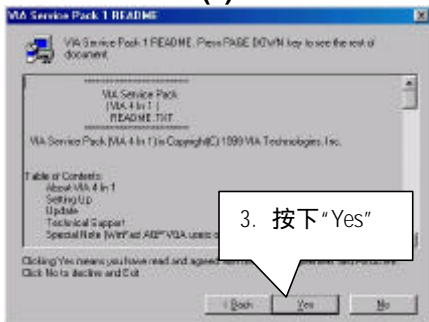 VIA Service Pack 1 README
VIA Service Pack 1 README. Press PAGE DOWN key to see the rest of
document.
====================
VIA Service Pack
(VIA 4 In 1 )
README.TXT
====================
VIA Service Pack (VIA 4 In 1) is Copyright(C) 1999 VIA Technologies, Inc.
Table of Contents:
About VIA 4 in 1
Setting Up
Update
Technical Support
Special Note
3. 按下“Yes”
Clicking Yes means you have read and agreed
Click No to decline and Exit
< Back
Yes
No